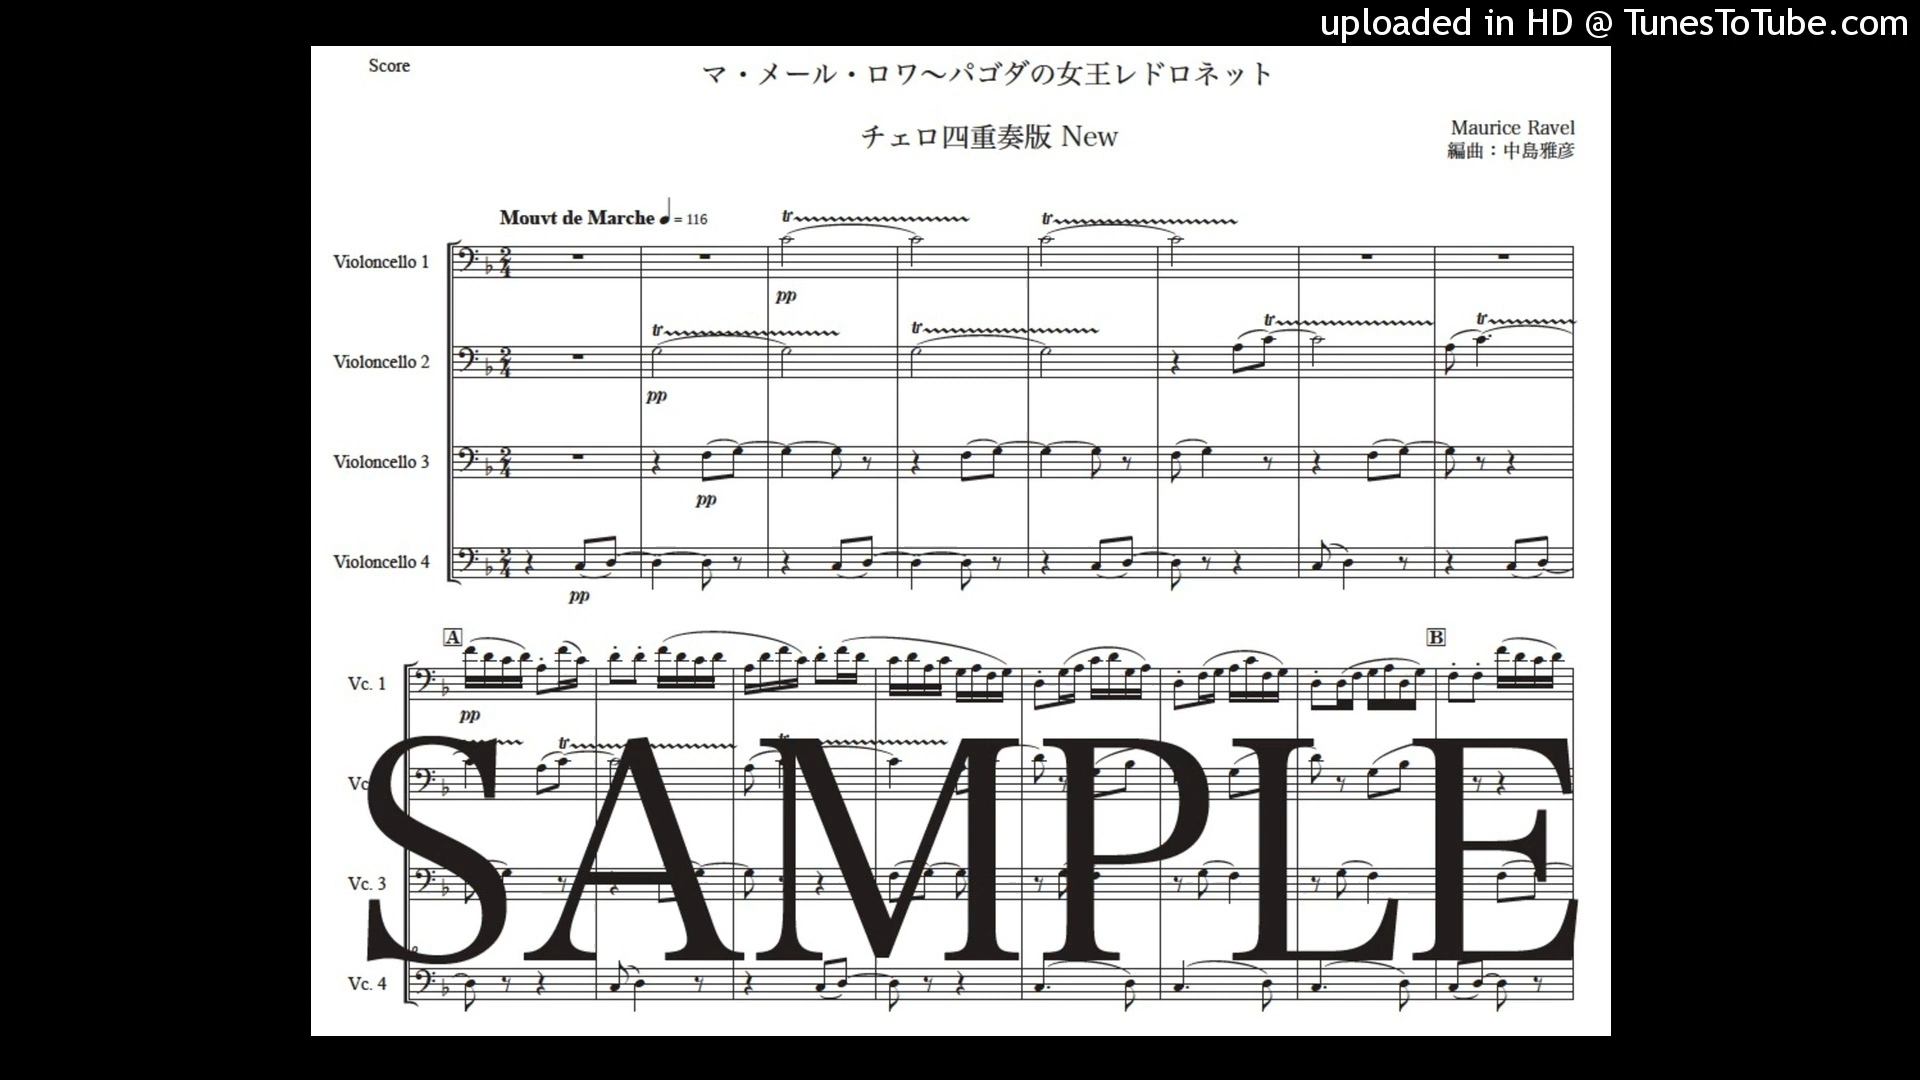 uploaded in HD @ TunesToTube.com
Score
マ・メール・ロワ～パゴダの女王レドロネット
チェロ四重奏版 New
Maurice Ravel
編曲：中島雅彦
Mouvt de Marche ♩= 116
tr tr
Violoncello 1
pp
tr tr tr tr
Violoncello 2
pp
Violoncello 3
pp
Violoncello 4
pp
A B
Vc. 1
pp
tr tr
Vc
Vc. 3
Vc. 4
SAMPLE